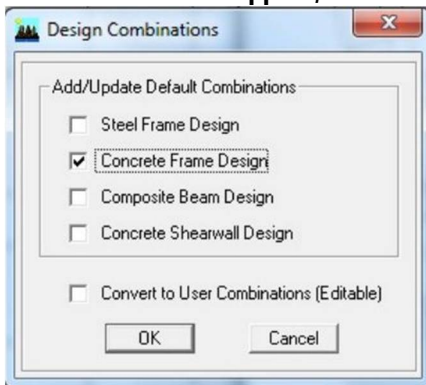 Design Combinations
Add/Update Default Combinations
Steel Frame Design
Concrete Frame Design
Composite Beam Design
Concrete Shearwall Design
Convert to User Combinations (Editable)
OK
Cancel